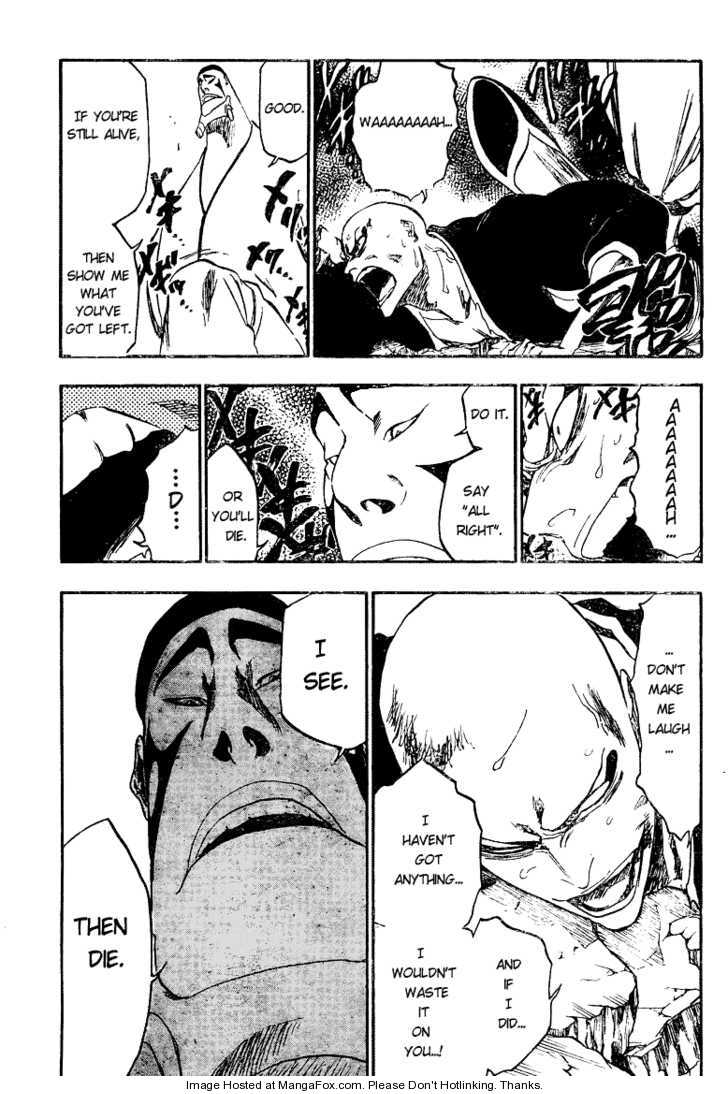 WAAAAAAAAH...
GOOD.
IF YOU'RE
STILL ALIVE,
THEN
SHOW ME
WHAT
YOU'VE
GOT LEFT.
AAAAAAAAAH
...
DO IT.
SAY
"ALL
RIGHT".
OR
YOU'LL
DIE.
...D...
...
DON'T
MAKE
ME
LAUGH
...
I
HAVEN'T
GOT
ANYTHING...
AND
IF
I
DID...
I
WOULDN'T
WASTE
IT
ON
YOU...!
I
SEE.
THEN
DIE.
Image Hosted at MangaFox.com. Please Don't Hotlinking. Thanks.